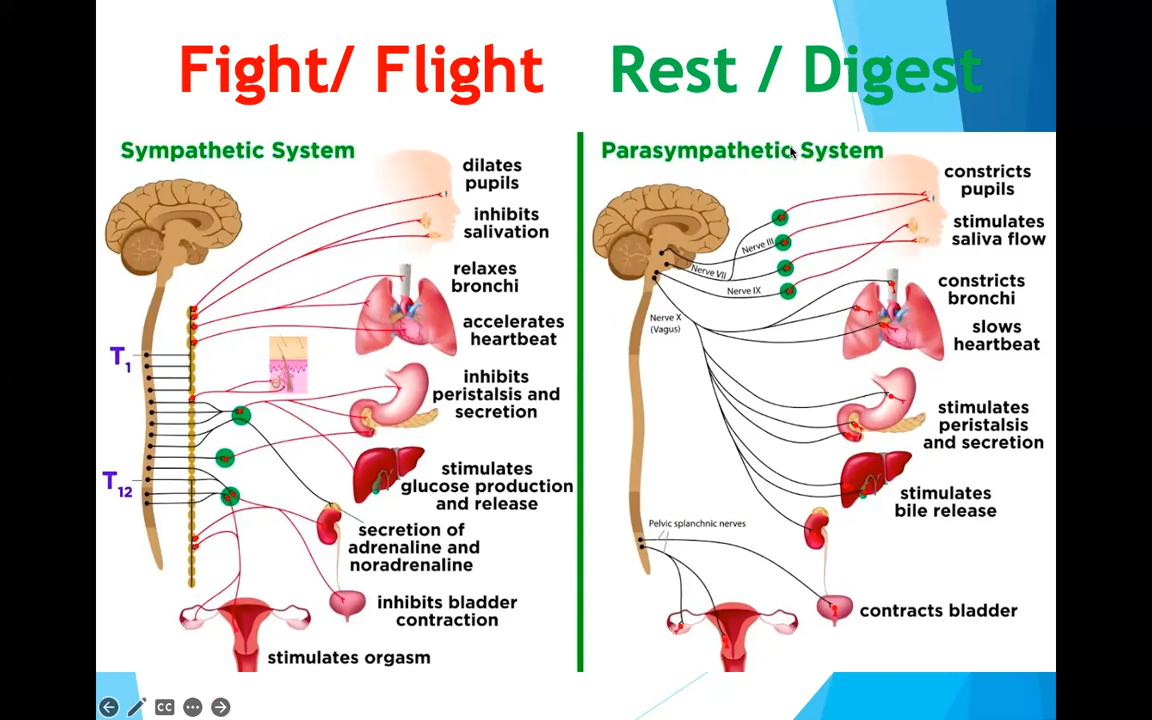 Fight/ Flight
Rest / Digest
Sympathetic System
dilates
pupils
inhibits
salivation
relaxes
bronchi
accelerates
heartbeat
T1
inhibits
peristalsis and
secretion
T12
stimulates
glucose production
and release
secretion of
adrenaline and
noradrenaline
inhibits bladder
contraction
stimulates orgasm
Parasympathetic System
constricts
pupils
stimulates
saliva flow
Nerve III
Nerve VII
Nerve IX
Nerve X
(Vagus)
constricts
bronchi
slows
heartbeat
stimulates
peristalsis
and secretion
stimulates
bile release
Pelvic splanchnic nerves
contracts bladder
CC